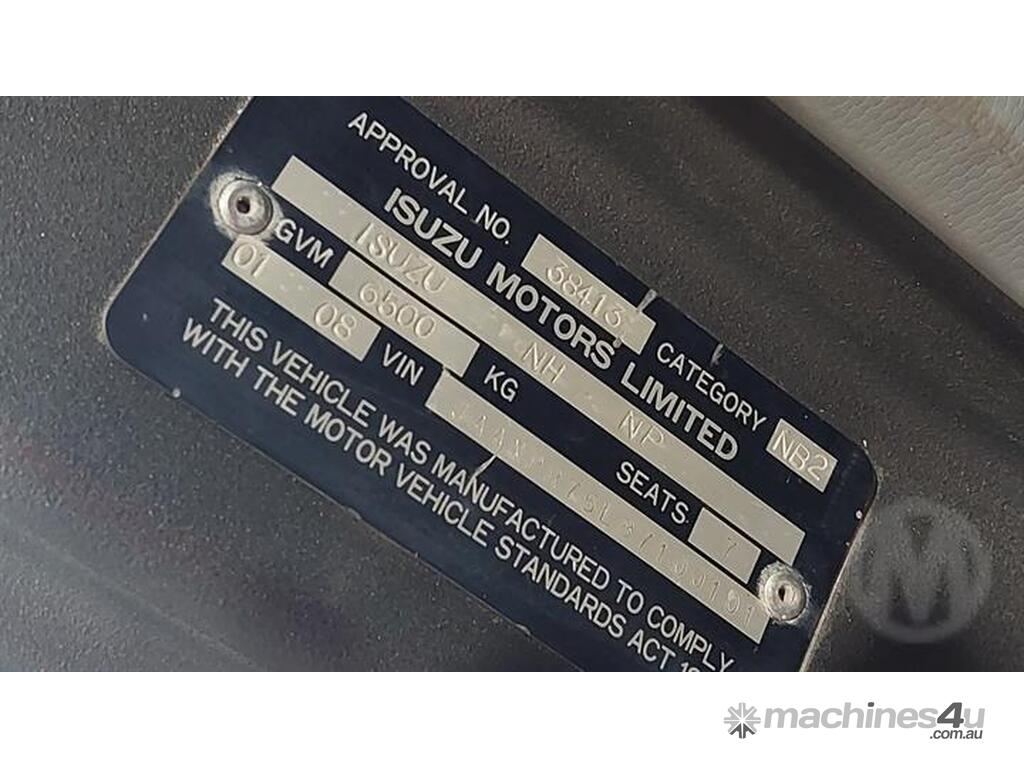 APPROVAL NO. 38413 CATEGORY NB2
ISUZU MOTORS LIMITED
ISUZU NH NP
GVM 6500 KG SEATS. 7
01 08 VIN
THIS VEHICLE WAS MANUFACTURED TO COMPLY
WITH THE MOTOR VEHICLE STANDARDS ACT
M
machines4u
.com.au